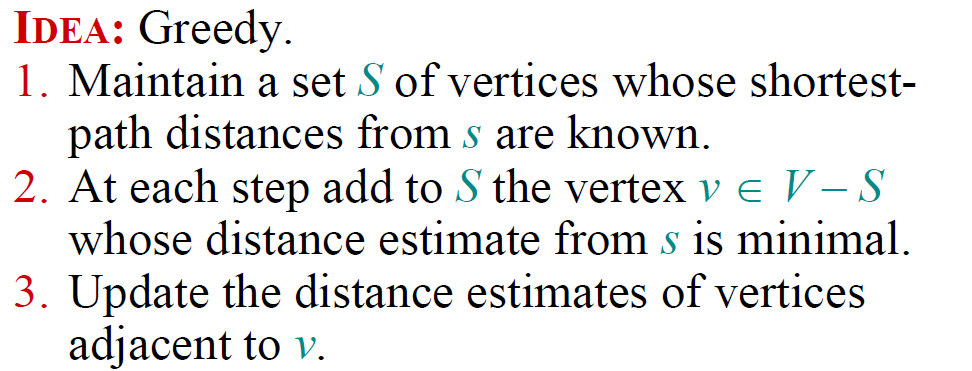 IDEA: Greedy.
1. Maintain a set S of vertices whose shortest-
path distances from s are known.
2. At each step add to S the vertex v ∈ V – S
whose distance estimate from s is minimal.
3. Update the distance estimates of vertices
adjacent to v.